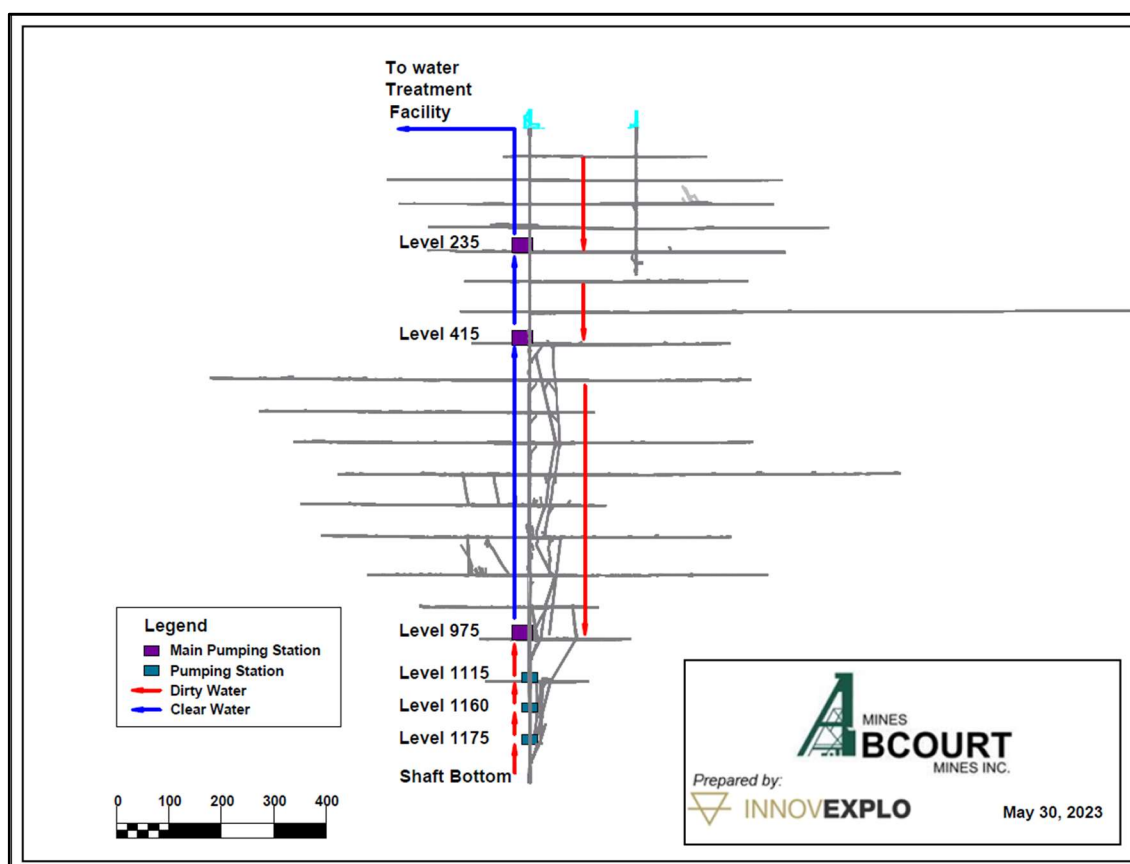 To water
Treatment
Facility
Level 235
Level 415
Level 975
Level 1115
Level 1160
Level 1175
Shaft Bottom
Legend
Main Pumping Station
Pumping Station
Dirty Water
Clear Water
0 100 200 300 400
MINES
ABCOURT
MINES INC.
Prepared by:
INNOVEXPLO
May 30, 2023